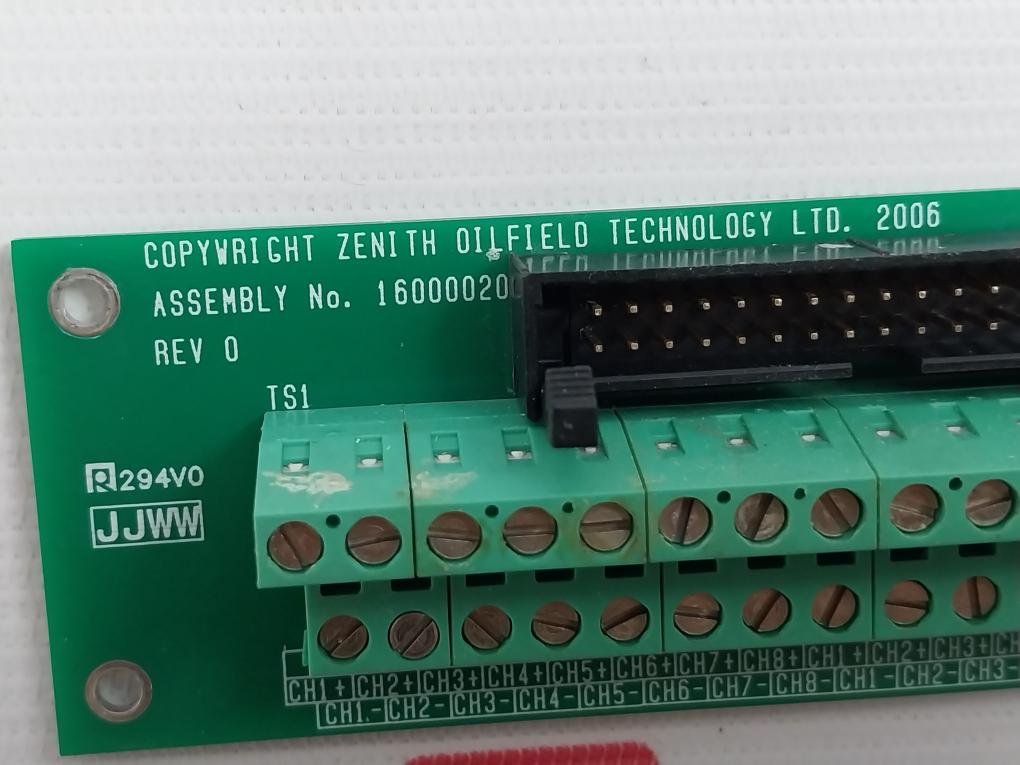 COPYWRIGHT ZENITH OILFIELD TECHNOLOGY LTD. 2006
ASSEMBLY No. 16000020
REV 0
TS1
R 294V0
JJWW
CH1 + CH2+ CH3+ CH4+ CH5+ CH6+ CH7+ CH8+ CH1 + CH2+ CH3+
CH1.- CH2- CH3- CH4- CH5- CH6- CH7- CH8- CH1- CH2- CH3-